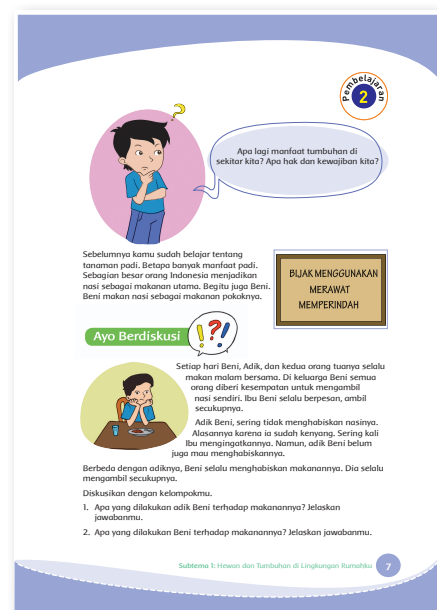 Pembelajaran
2
?
Apa lagi manfaat tumbuhan di
sekitar kita? Apa hak dan kewajiban kita?
Sebelumnya kamu sudah belajar tentang
tanaman padi. Betapa banyak manfaat padi.
Sebagian besar orang Indonesia menjadikan
nasi sebagai makanan utama. Begitu juga Beni.
Beni makan nasi sebagai makanan pokoknya.
BIJAK MENGGUNAKAN
MERAWAT
MEMPERINDAH
Ayo Berdiskusi
!?!
Setiap hari Beni, Adik, dan kedua orang tuanya selalu
makan malam bersama. Di keluarga Beni semua
orang diberi kesempatan untuk mengambil
nasi sendiri. Ibu Beni selalu berpesan, ambil
secukupnya.
Adik Beni, sering tidak menghabiskan nasinya.
Alasannya karena ia sudah kenyang. Sering kali
Ibu mengingatkannya. Namun, adik Beni belum
juga mau menghabiskannya.
Berbeda dengan adiknya, Beni selalu menghabiskan makanannya. Dia selalu
mengambil secukupnya.
Diskusikan dengan kelompokmu.
1. Apa yang dilakukan adik Beni terhadap makanannya? Jelaskan
jawabanmu.
2. Apa yang dilakukan Beni terhadap makanannya? Jelaskan jawabanmu.
Subtema 1: Hewan dan Tumbuhan di Lingkungan Rumahku
7